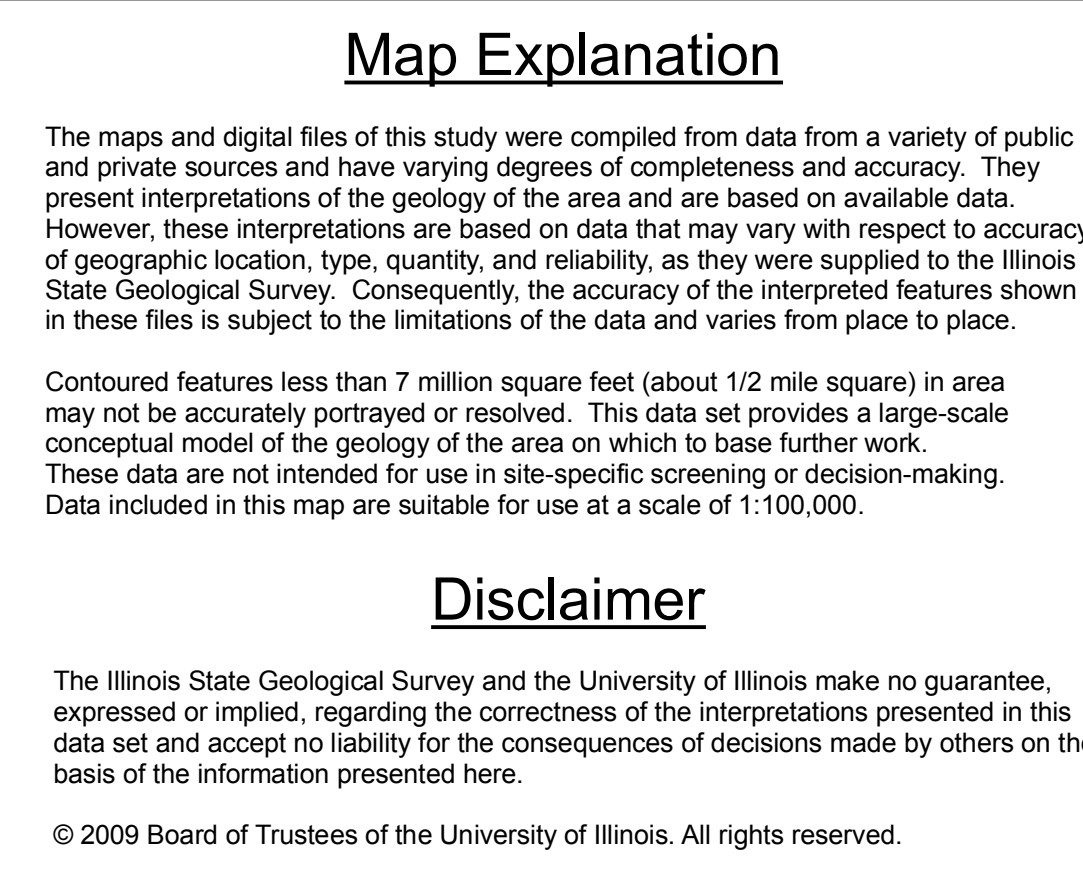 Map Explanation
The maps and digital files of this study were compiled from data from a variety of public
and private sources and have varying degrees of completeness and accuracy.  They
present interpretations of the geology of the area and are based on available data.
However, these interpretations are based on data that may vary with respect to accuracy
of geographic location, type, quantity, and reliability, as they were supplied to the Illinois
State Geological Survey.  Consequently, the accuracy of the interpreted features shown
in these files is subject to the limitations of the data and varies from place to place.
Contoured features less than 7 million square feet (about 1/2 mile square) in area
may not be accurately portrayed or resolved.  This data set provides a large-scale
conceptual model of the geology of the area on which to base further work.
These data are not intended for use in site-specific screening or decision-making.
Data included in this map are suitable for use at a scale of 1:100,000.
Disclaimer
The Illinois State Geological Survey and the University of Illinois make no guarantee,
expressed or implied, regarding the correctness of the interpretations presented in this
data set and accept no liability for the consequences of decisions made by others on the
basis of the information presented here.
© 2009 Board of Trustees of the University of Illinois. All rights reserved.